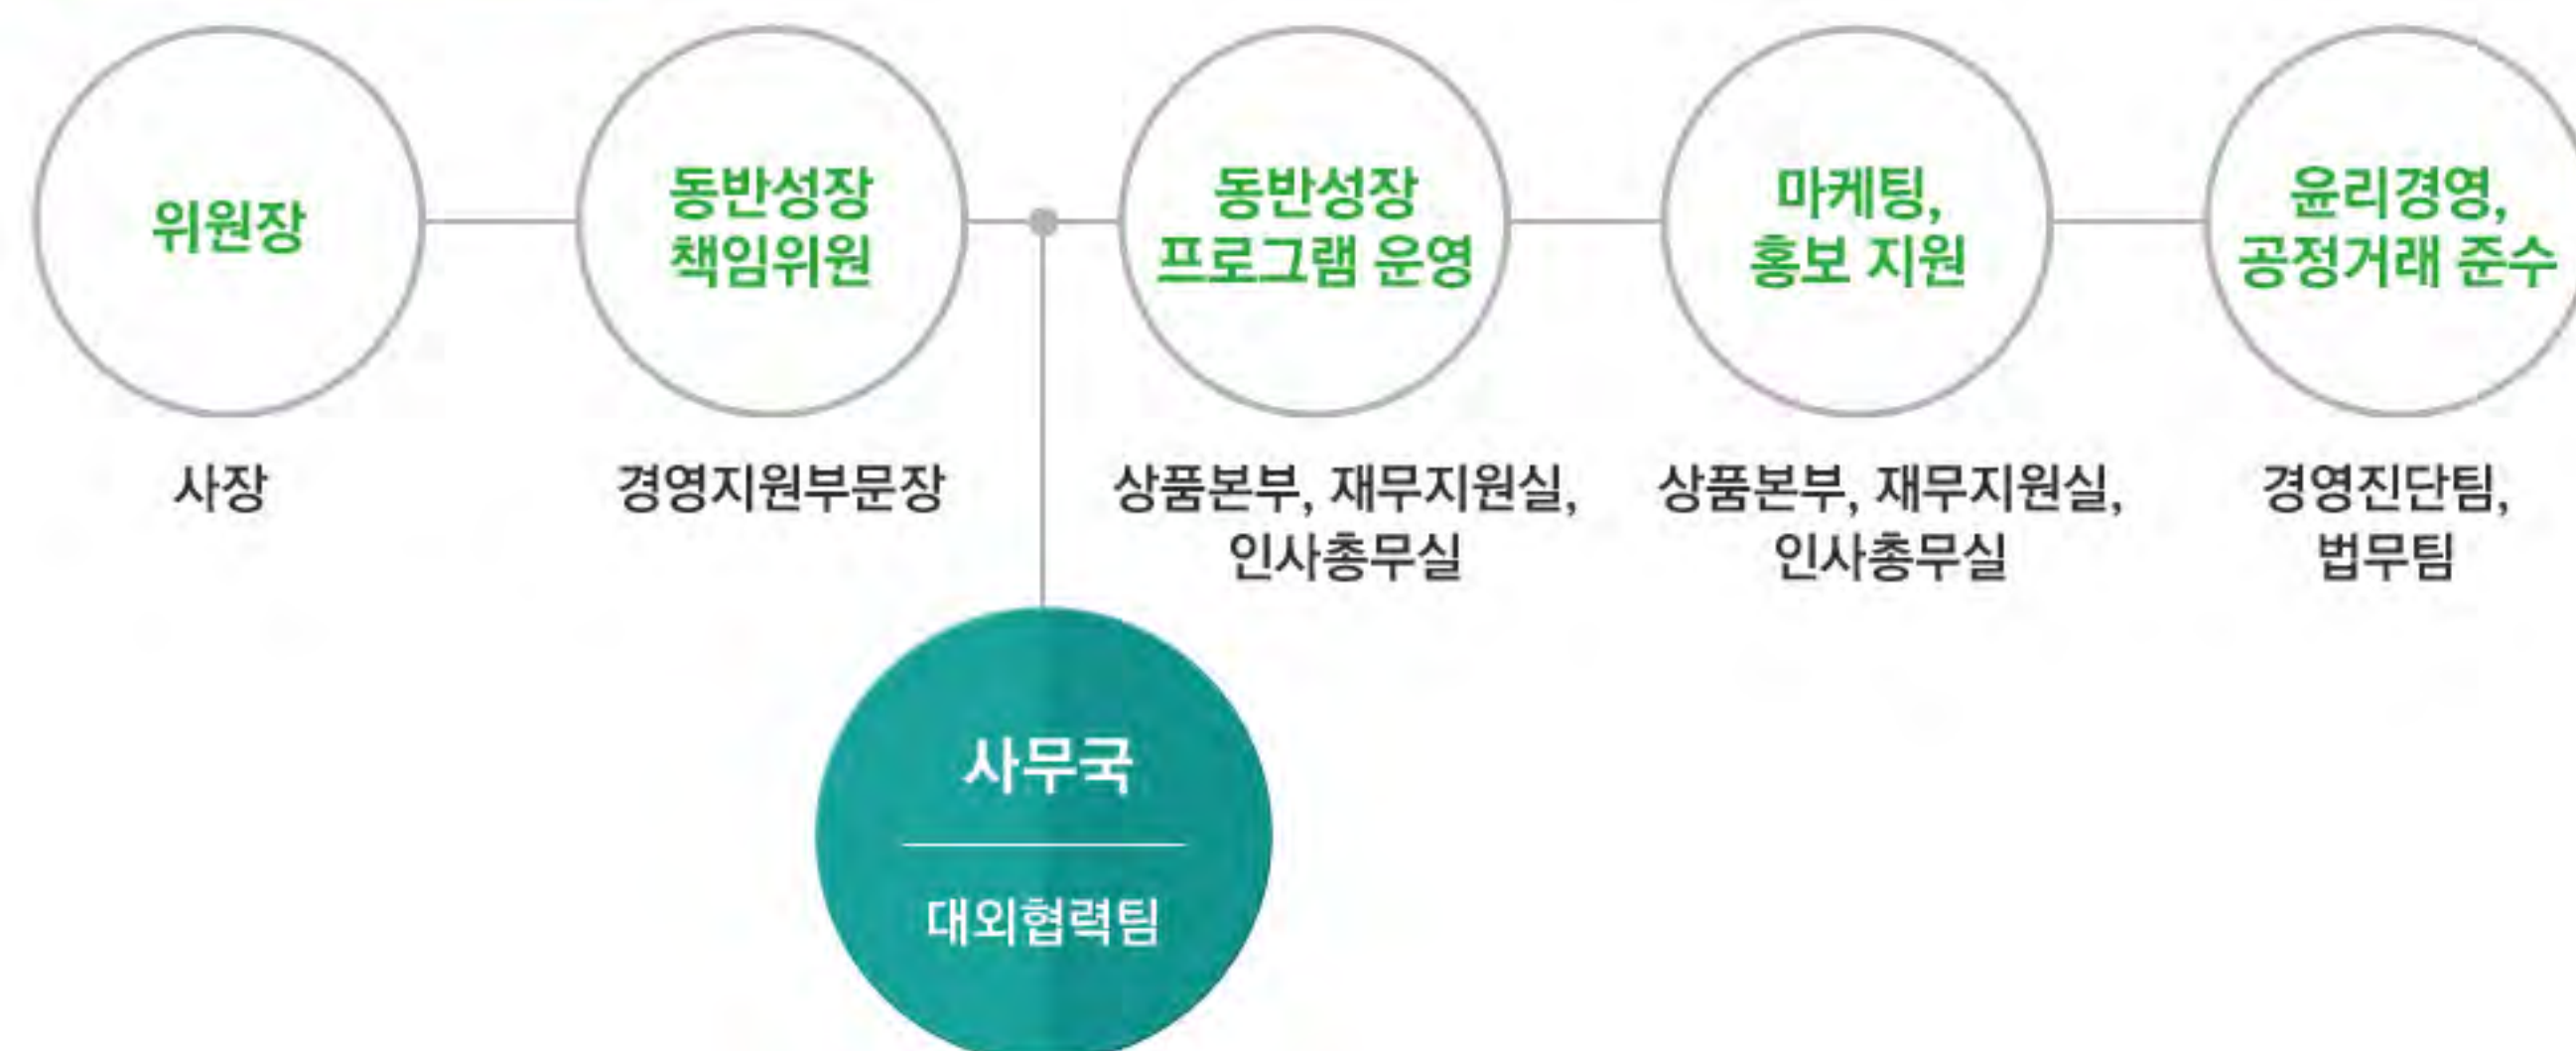 위원장
동반성장
책임위원
동반성장
프로그램 운영
마케팅,
홍보 지원
윤리경영,
공정거래 준수
사장
경영지원부문장
상품본부, 재무지원실,
인사총무실
상품본부, 재무지원실,
인사총무실
경영진단팀,
법무팀
사무국
대외협력팀